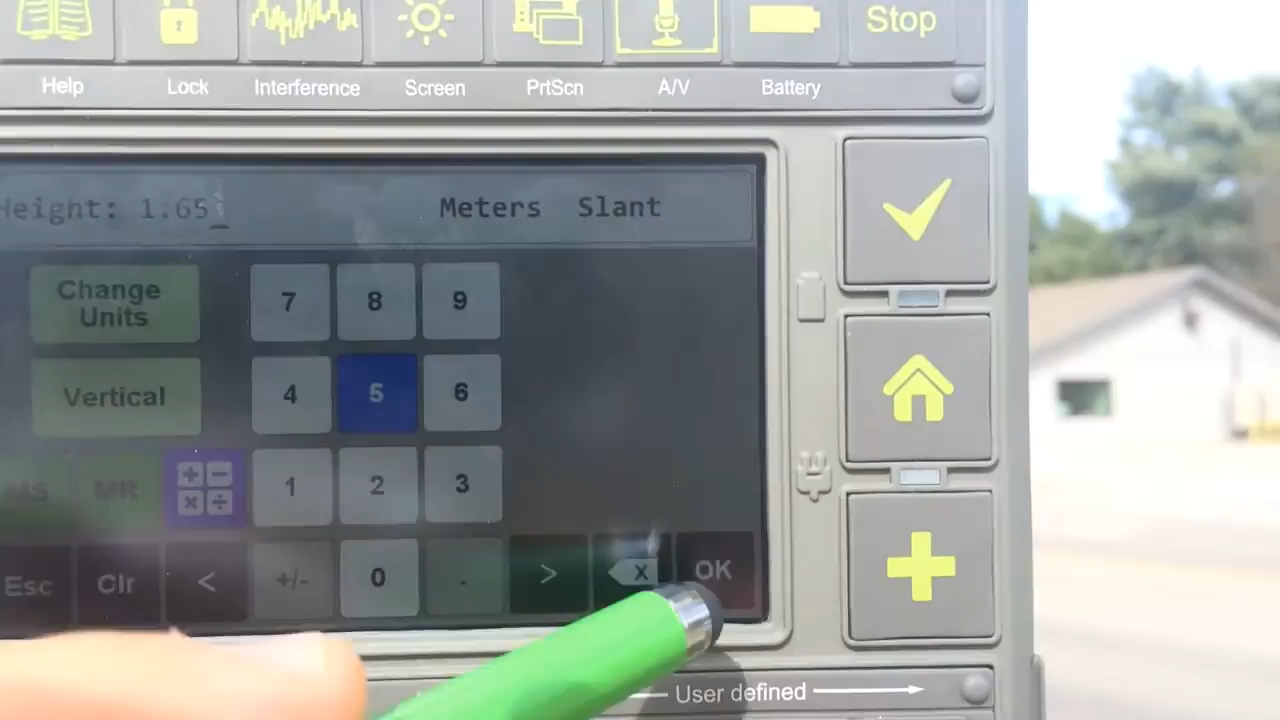 Stop
Help Lock Interference Screen PrtScn A/V Battery
Height: 1.65 Meters Slant
Change
Units
7 8 9
Vertical
4 5 6
MS MR + − × ÷ 1 2 3
Esc Clr < +/- 0 . > X OK
User defined